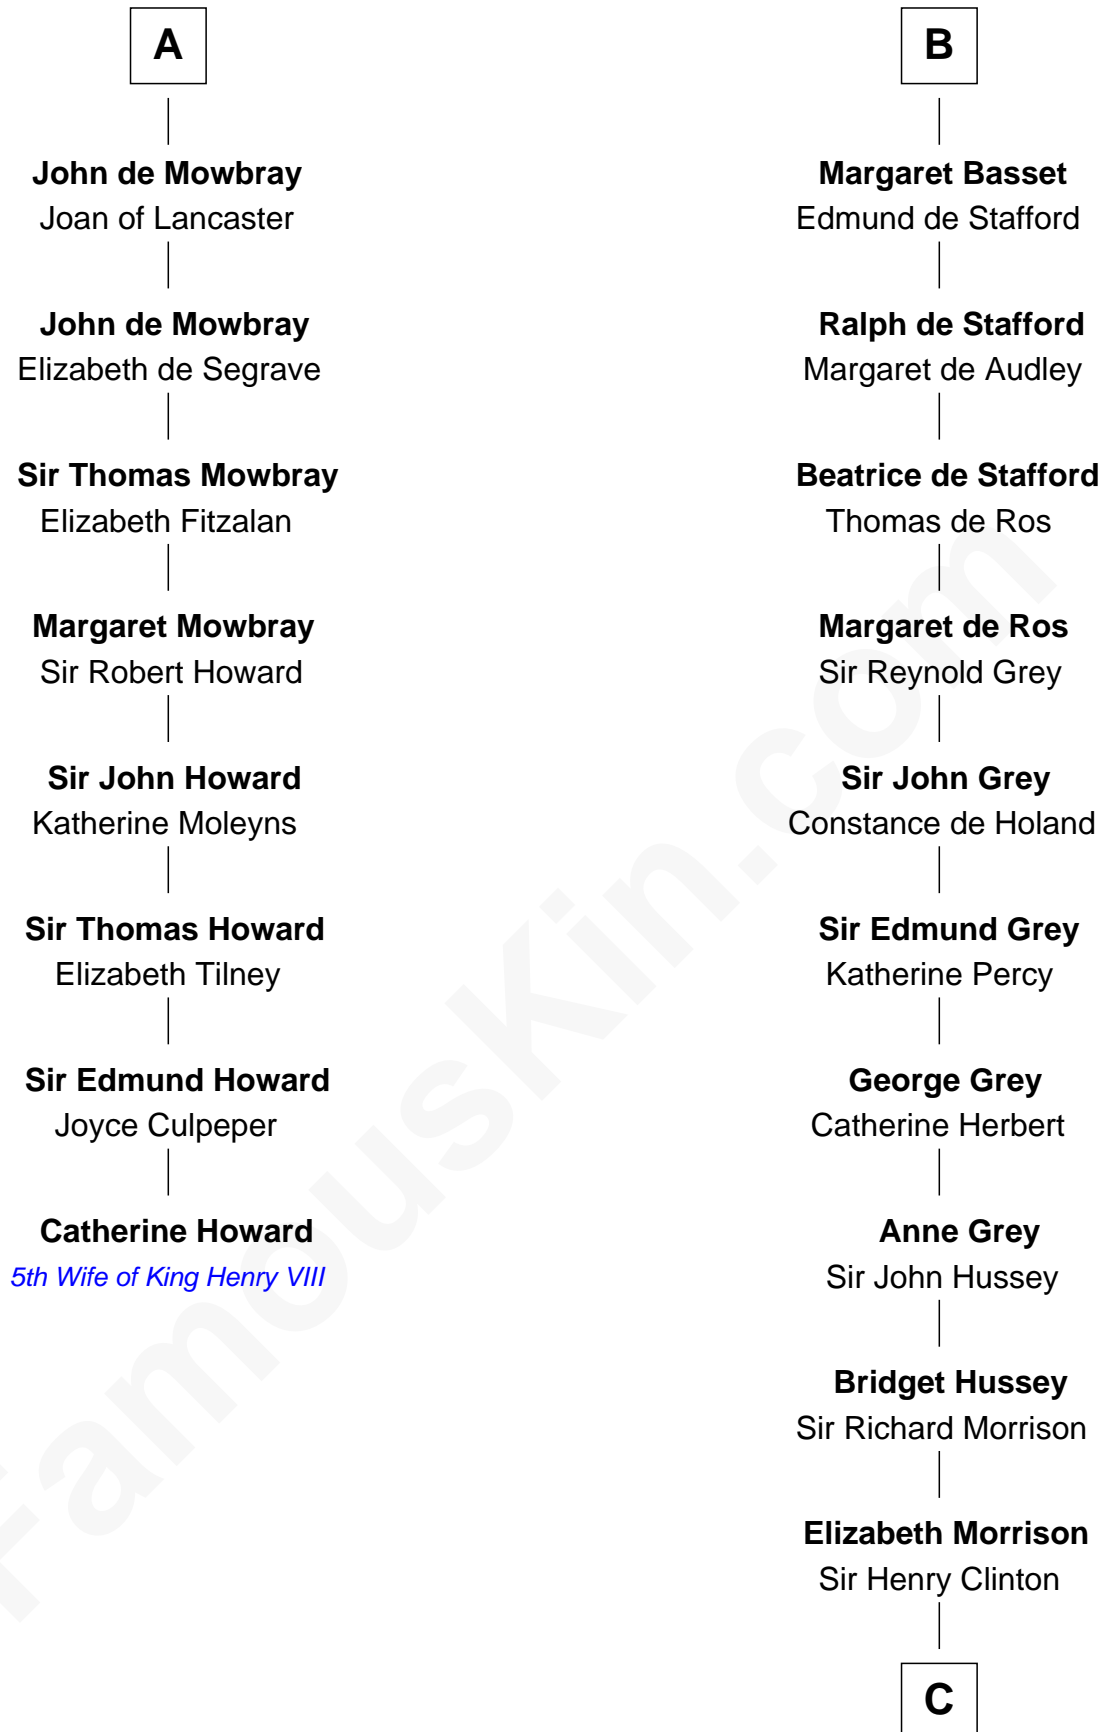 A
John de Mowbray
Joan of Lancaster
John de Mowbray
Elizabeth de Segrave
Sir Thomas Mowbray
Elizabeth Fitzalan
Margaret Mowbray
Sir Robert Howard
Sir John Howard
Katherine Moleyns
Sir Thomas Howard
Elizabeth Tilney
Sir Edmund Howard
Joyce Culpeper
Catherine Howard
5th Wife of King Henry VIII
B
Margaret Basset
Edmund de Stafford
Ralph de Stafford
Margaret de Audley
Beatrice de Stafford
Thomas de Ros
Margaret de Ros
Sir Reynold Grey
Sir John Grey
Constance de Holand
Sir Edmund Grey
Katherine Percy
George Grey
Catherine Herbert
Anne Grey
Sir John Hussey
Bridget Hussey
Sir Richard Morrison
Elizabeth Morrison
Sir Henry Clinton
C
FamousKin.com